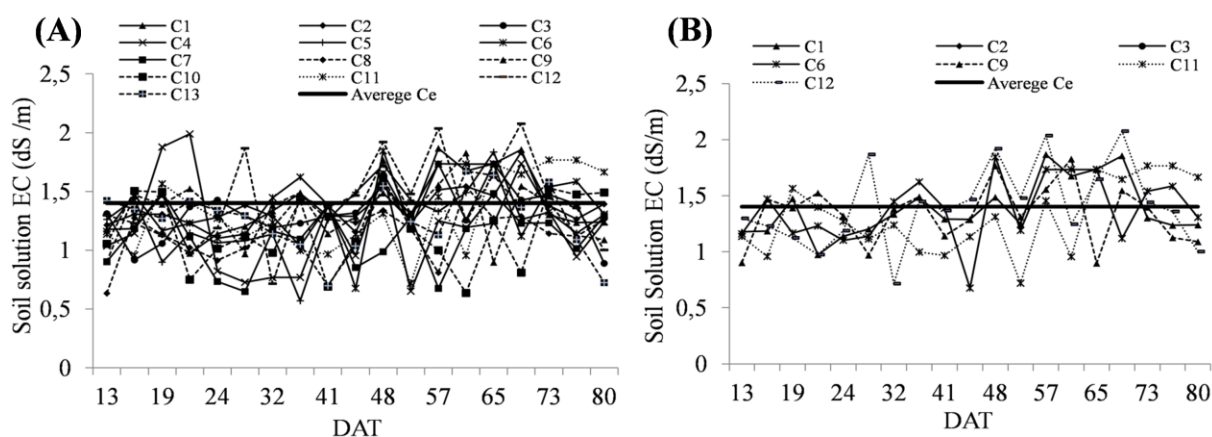 (A)
C1 C2 C3
C4 C5 C6
C7 C8 C9
C10 C11 C12
C13 Averege Ce
Soil solution EC (dS /m)
2,5
2
1.5
1
0,5
0
13 19 24 32 41 48 57 65 73 80
DAT
(B)
C1 C2 C3
C6 C9 C11
C12 Averege Ce
Soil Solution EC (dS/m)
2,5
2
1,5
1
0,5
0
13 19 24 32 41 48 57 65 73 80
DAT